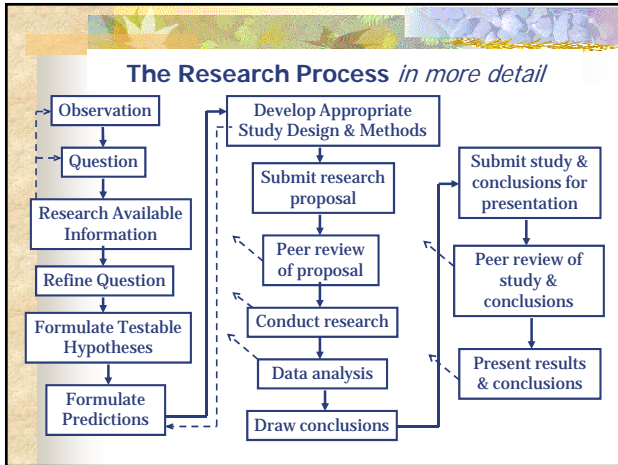 The Research Process in more detail
Observation
Question
Research Available
Information
Refine Question
Formulate Testable
Hypotheses
Formulate
Predictions
Develop Appropriate
Study Design & Methods
Submit research
proposal
Peer review
of proposal
Conduct research
Data analysis
Draw conclusions
Submit study &
conclusions for
presentation
Peer review of
study &
conclusions
Present results
& conclusions